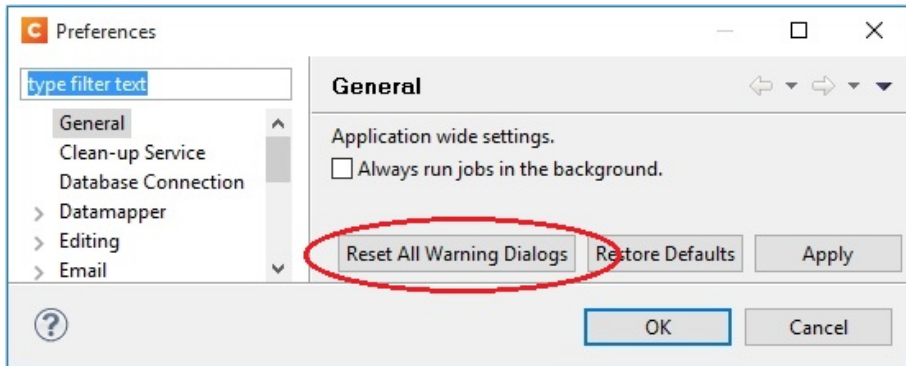 C Preferences
type filter text
General
Clean-up Service
Database Connection
Datamapper
Editing
Email
General
Application wide settings.
Always run jobs in the background.
Reset All Warning Dialogs Restore Defaults Apply
? OK Cancel